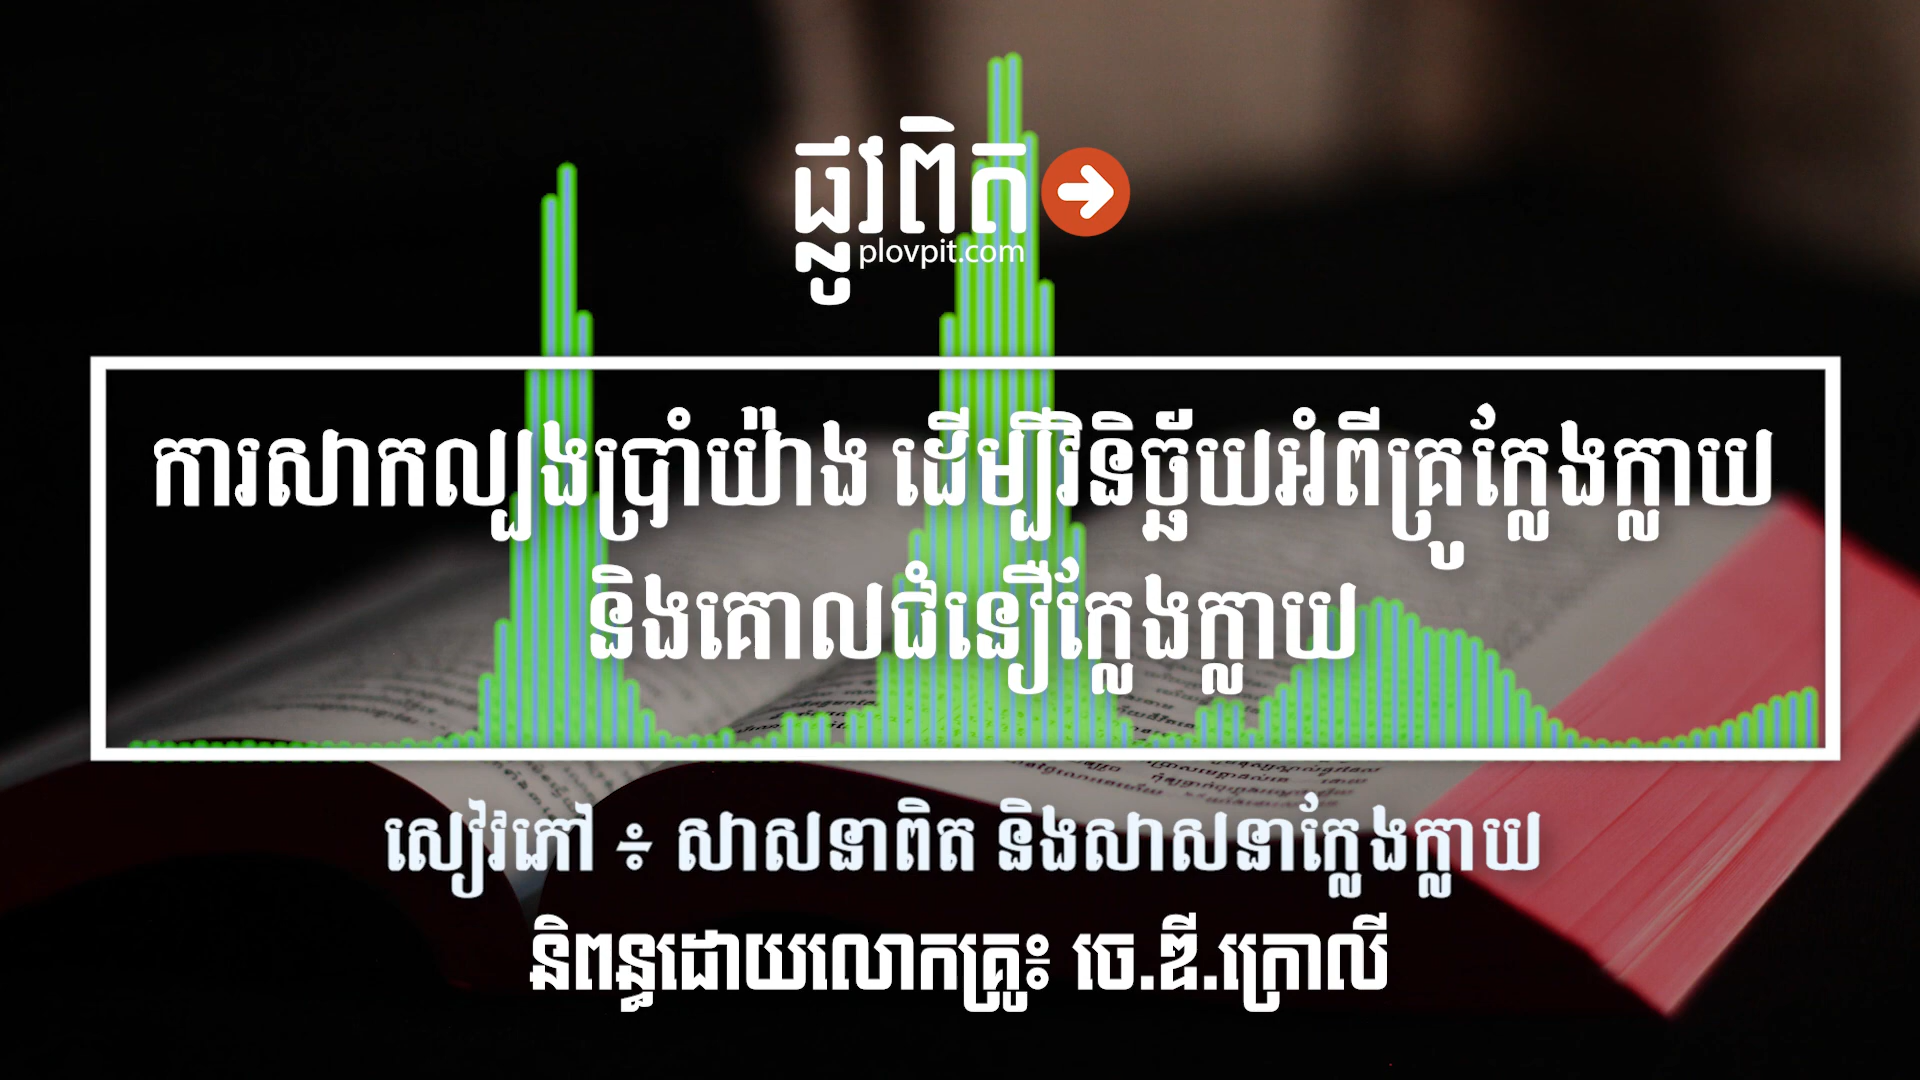 ផ្លូវពិត
plovpit.com
ការសាកល្បងប្រាំយ៉ាង ដើម្បីវិនិច្ឆ័យអំពីគ្រូក្លែងក្លាយ
និងគោលជំនឿក្លែងក្លាយ
សៀវភៅ ៖ សាសនាពិត និងសាសនាក្លែងក្លាយ
និពន្ធដោយលោកគ្រូ៖ ចេ.ឌី.ក្រោលី